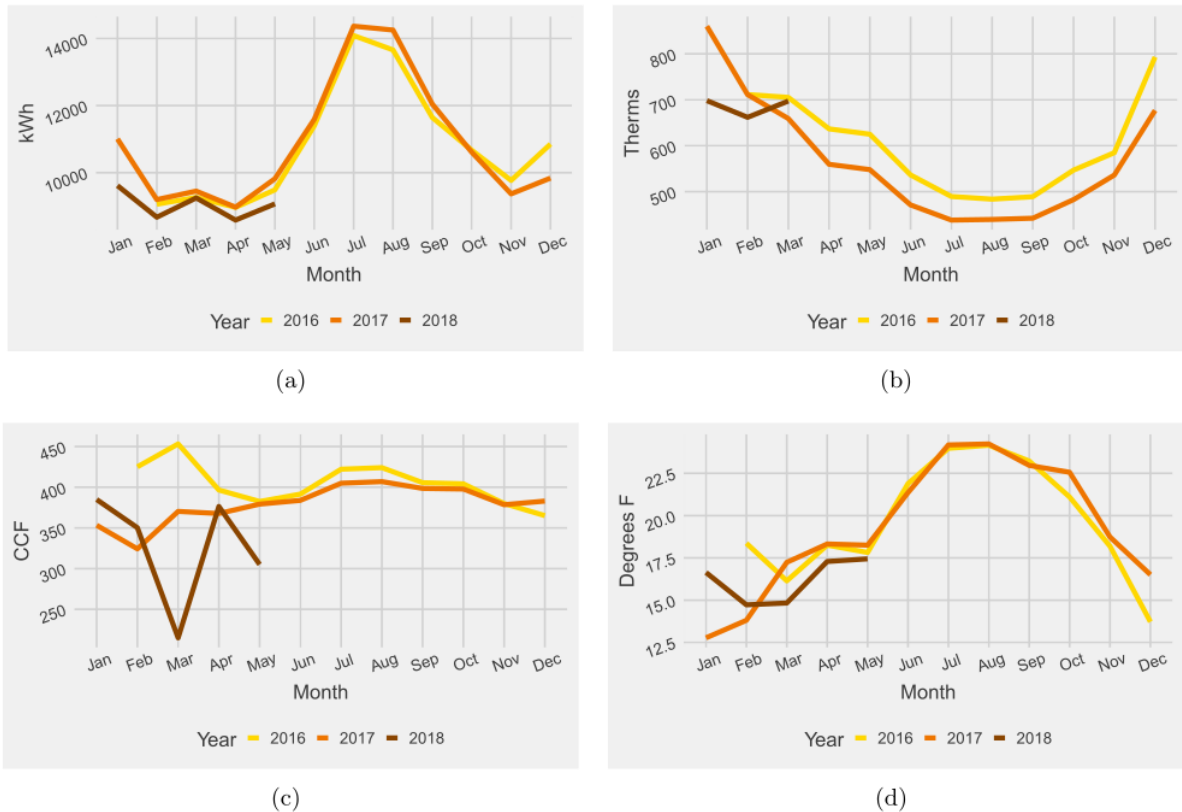 14000
12000
10000
kWh
Jan Feb Mar Apr May Jun Jul Aug Sep Oct Nov Dec
Month
Year 2016 2017 2018
(a)
800
700
600
500
Therms
Jan Feb Mar Apr May Jun Jul Aug Sep Oct Nov Dec
Month
Year 2016 2017 2018
(b)
450
400
350
300
250
CCF
Jan Feb Mar Apr May Jun Jul Aug Sep Oct Nov Dec
Month
Year 2016 2017 2018
(c)
22.5
20.0
17.5
15.0
12.5
Degrees F
Jan Feb Mar Apr May Jun Jul Aug Sep Oct Nov Dec
Month
Year 2016 2017 2018
(d)